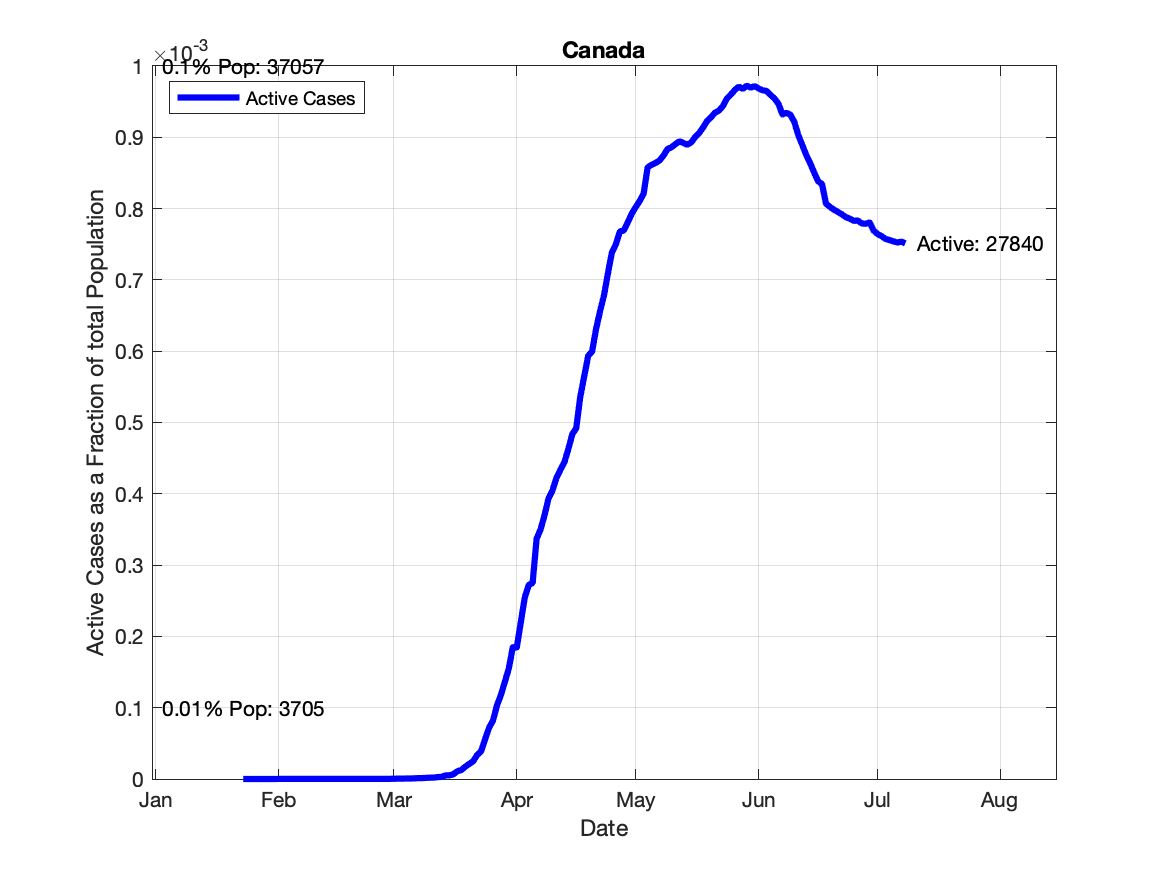 Canada
×10-3
0.1% Pop: 37057
Active Cases
1
0.9
0.8
0.7
0.6
0.5
0.4
0.3
0.2
0.1
0
0.01% Pop: 3705
Active: 27840
Active Cases as a Fraction of total Population
Jan Feb Mar Apr May Jun Jul Aug
Date